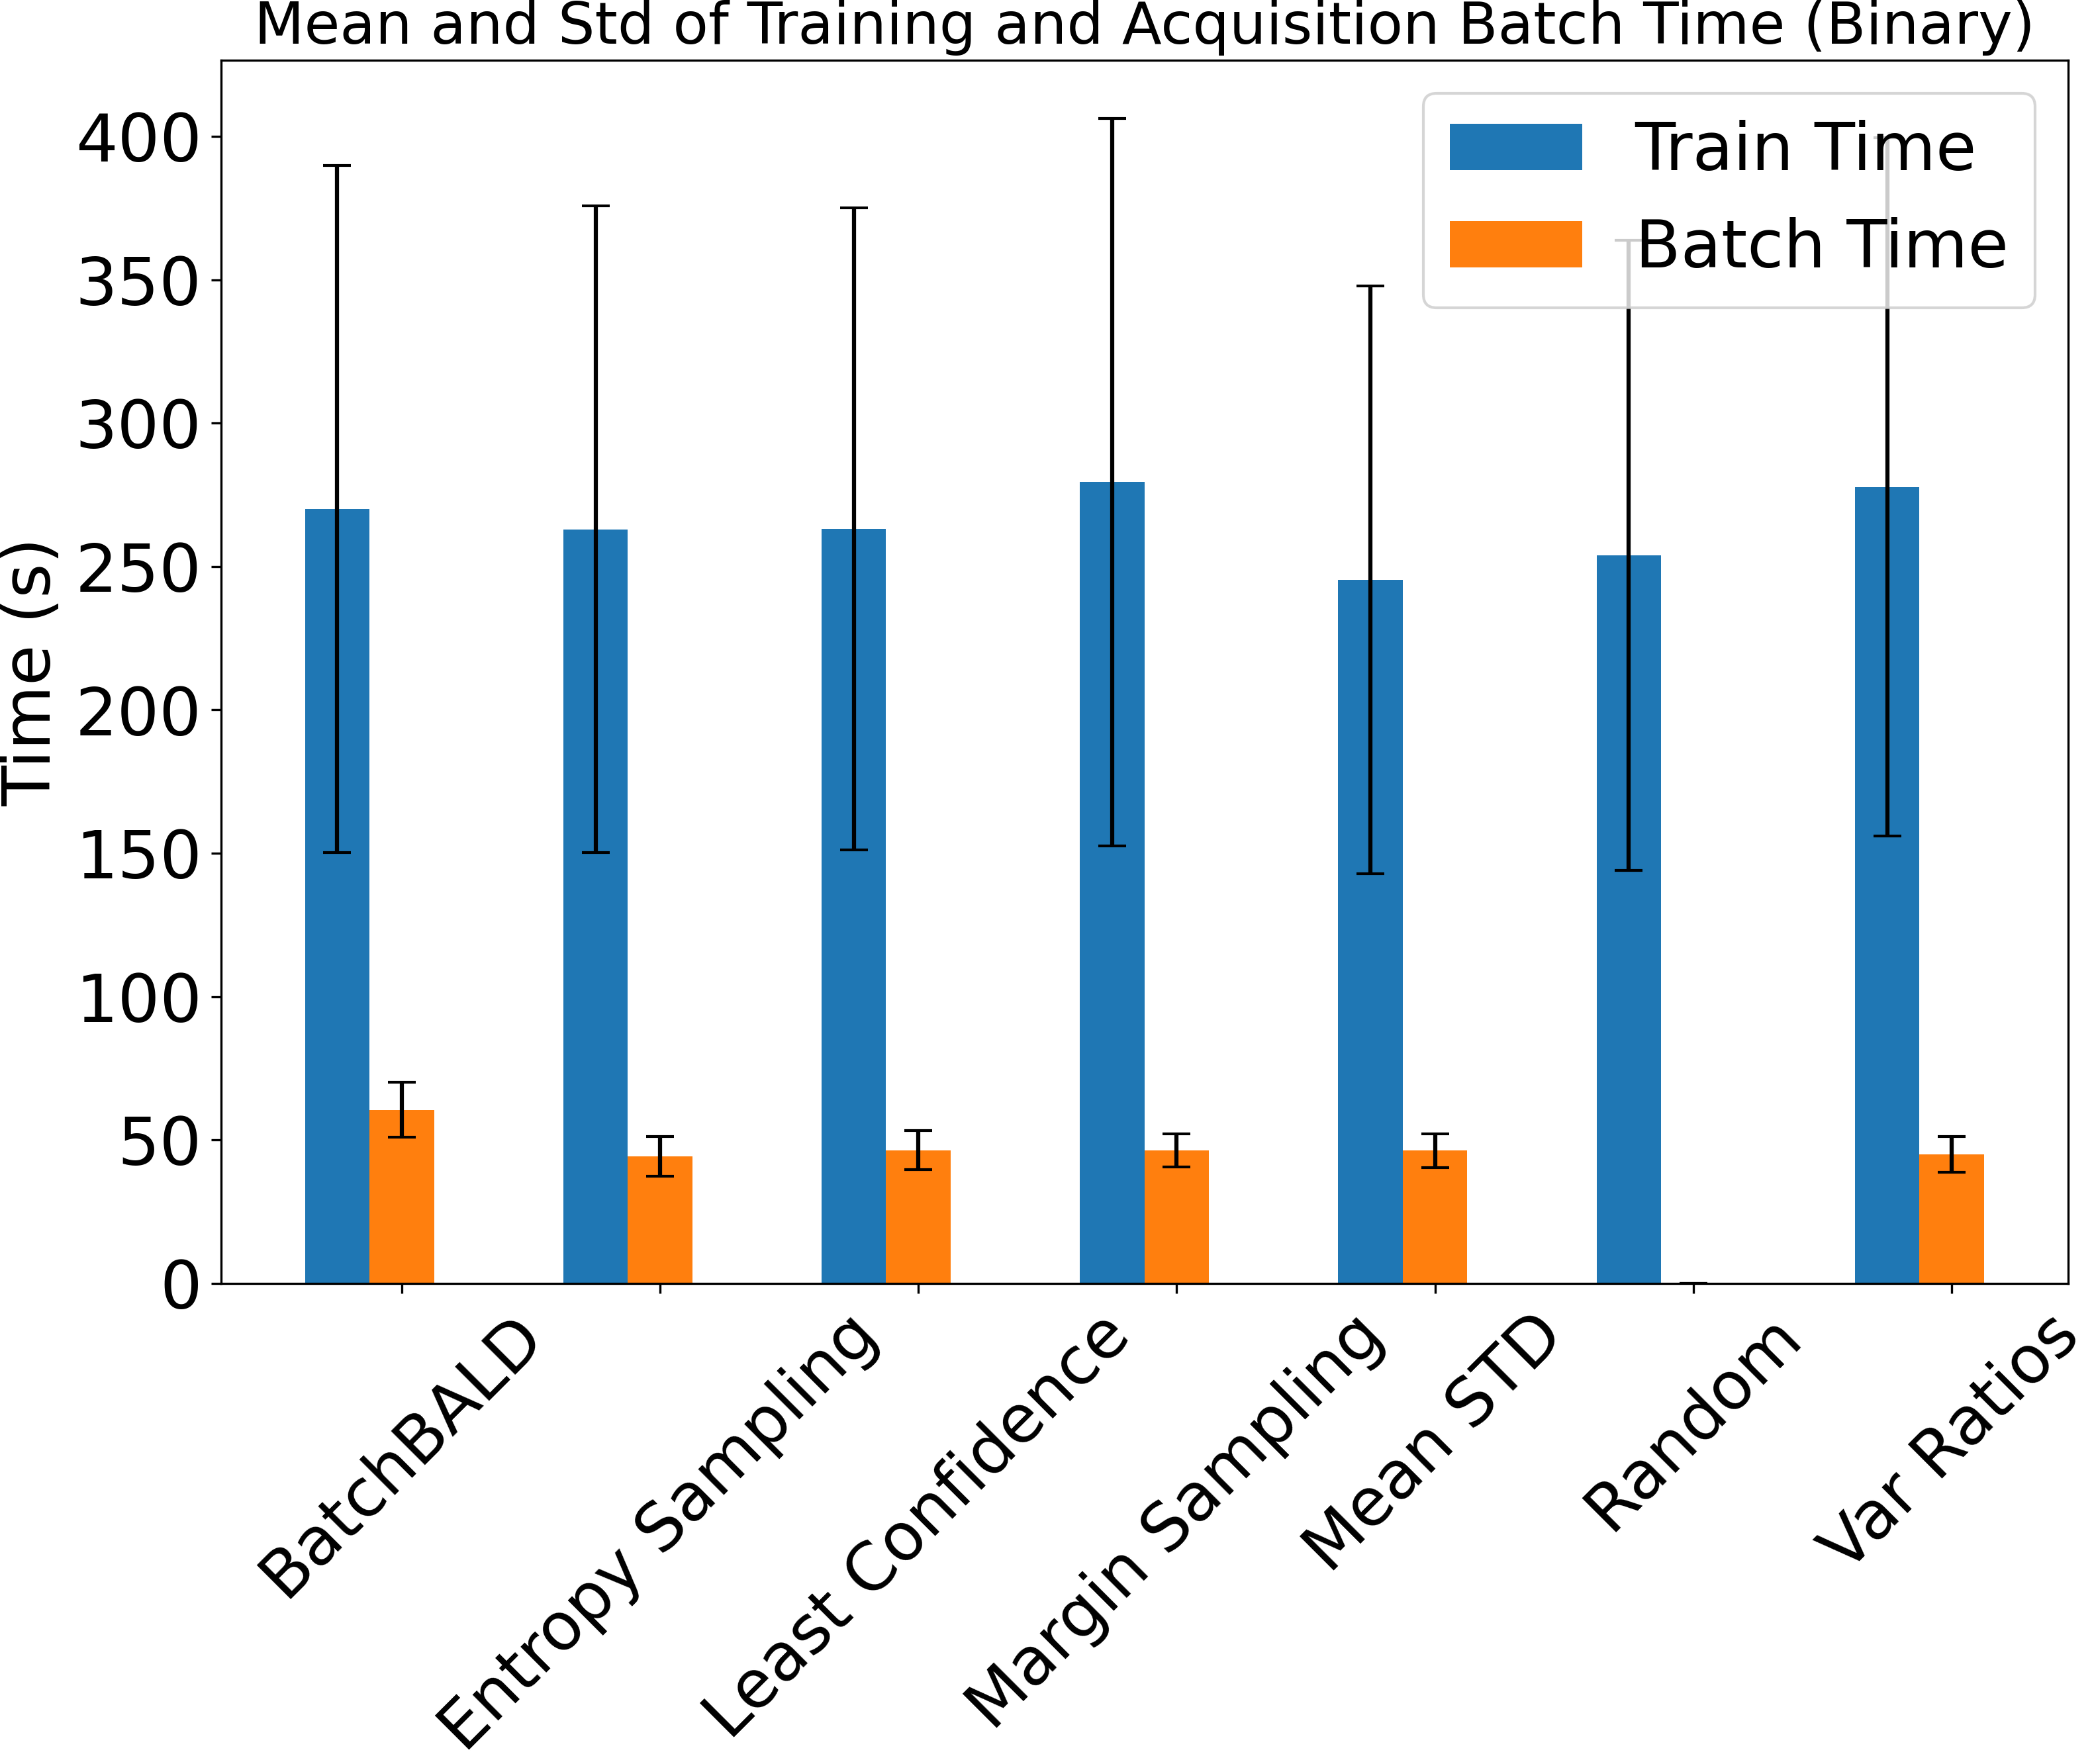 Mean and Std of Training and Acquisition Batch Time (Binary)
Train Time
Batch Time
Time (s)
400
350
300
250
200
150
100
50
0
BatchBALD
Entropy Sampling
Least Confidence
Margin Sampling
Mean STD
Random
Var Ratios